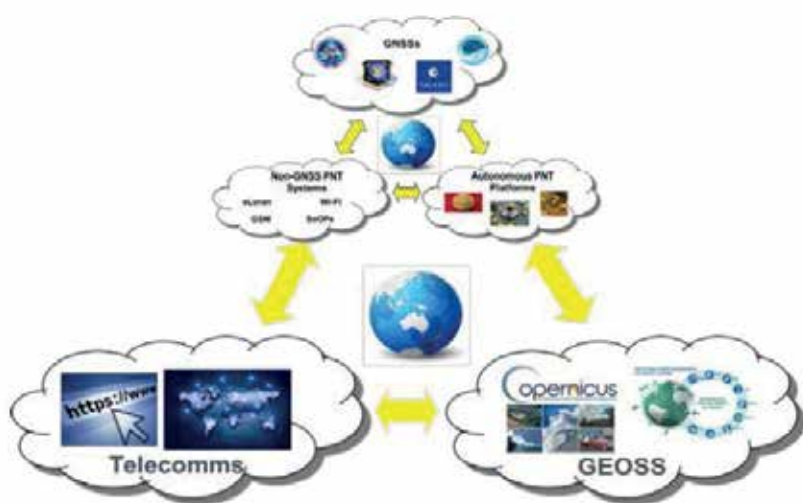 GNSSs
Non-GNSS PNT
Systems
Wi-Fi
GSM
SoOPs
Autonomous PNT
Platforms
https://www
Telecomms
opernicus
GEOSS